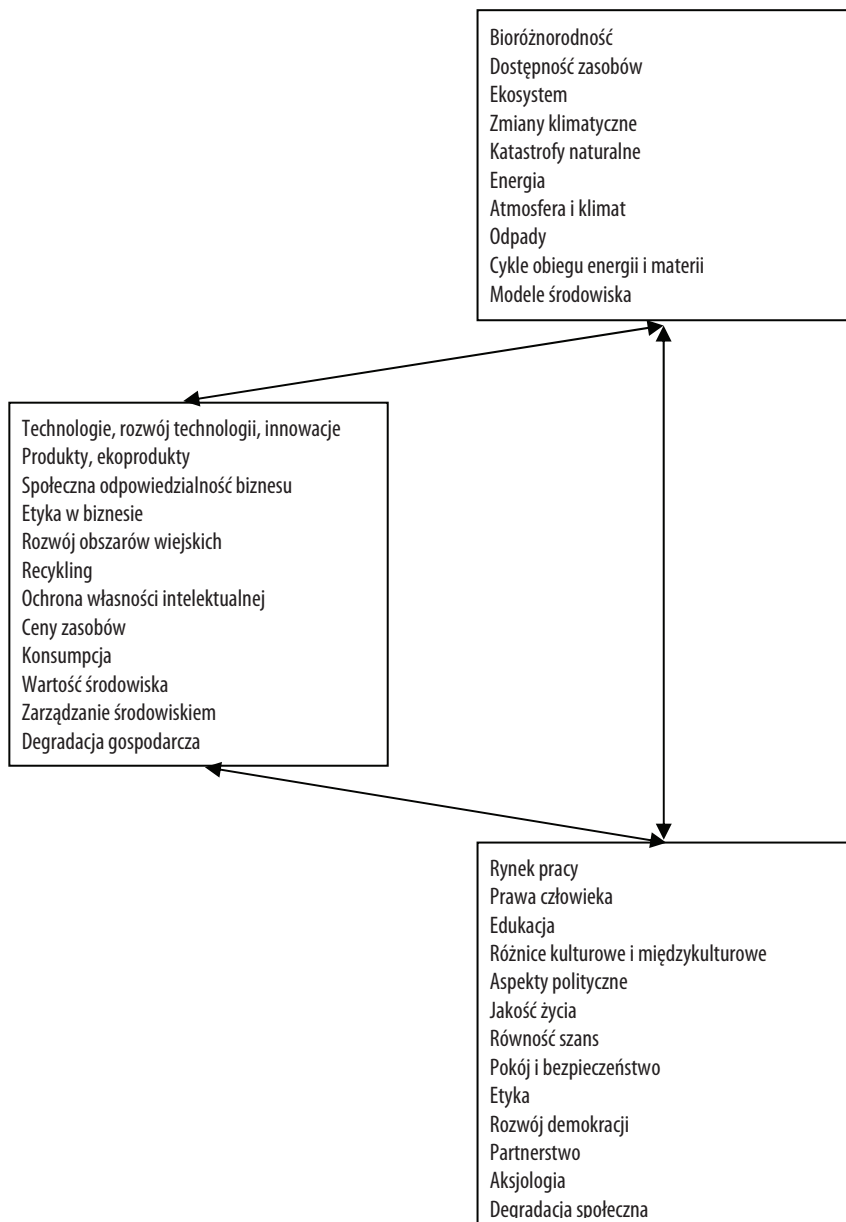 Bioróżnorodność
Dostępność zasobów
Ekosystem
Zmiany klimatyczne
Katastrofy naturalne
Energia
Atmosfera i klimat
Odpady
Cykle obiegu energii i materii
Modele środowiska
Technologie, rozwój technologii, innowacje
Produkty, ekoprodukty
Społeczna odpowiedzialność biznesu
Etyka w biznesie
Rozwój obszarów wiejskich
Recykling
Ochrona własności intelektualnej
Ceny zasobów
Konsumpcja
Wartość środowiska
Zarządzanie środowiskiem
Degradacja gospodarcza
Rynek pracy
Prawa człowieka
Edukacja
Różnice kulturowe i międzykulturowe
Aspekty polityczne
Jakość życia
Równość szans
Pokój i bezpieczeństwo
Etyka
Rozwój demokracji
Partnerstwo
Aksjologia
Degradacja społeczna